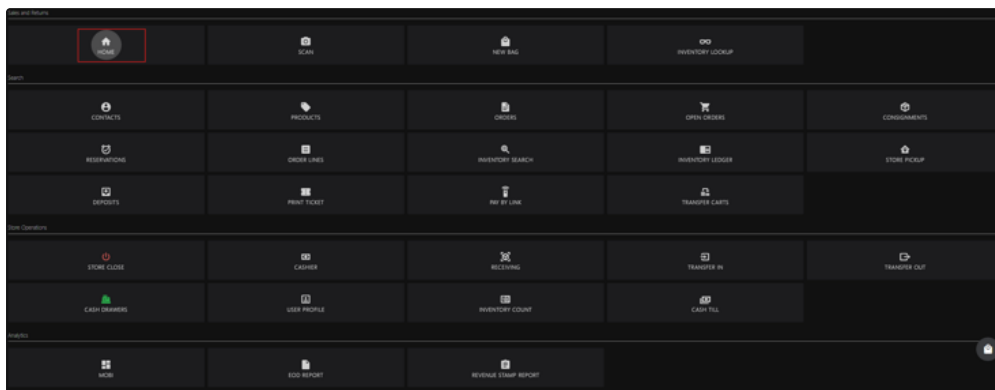 Sales and Returns
HOME
SCAN
NEW BAG
INVENTORY LOOKUP
Search
CONTACTS
PRODUCTS
ORDERS
OPEN ORDERS
CONSIGNMENTS
RESERVATIONS
ORDER LINES
INVENTORY SEARCH
INVENTORY LEDGER
STORE PICKUP
DEPOSITS
PRINT TICKET
PAY BY LINK
TRANSFER CARTS
Store Operations
STORE CLOSE
CASHIER
RECEIVING
TRANSFER IN
TRANSFER OUT
CASH DRAWERS
USER PROFILE
INVENTORY COUNT
CASH TILL
Analytics
MOBI
EOD REPORT
REVENUE STAMP REPORT